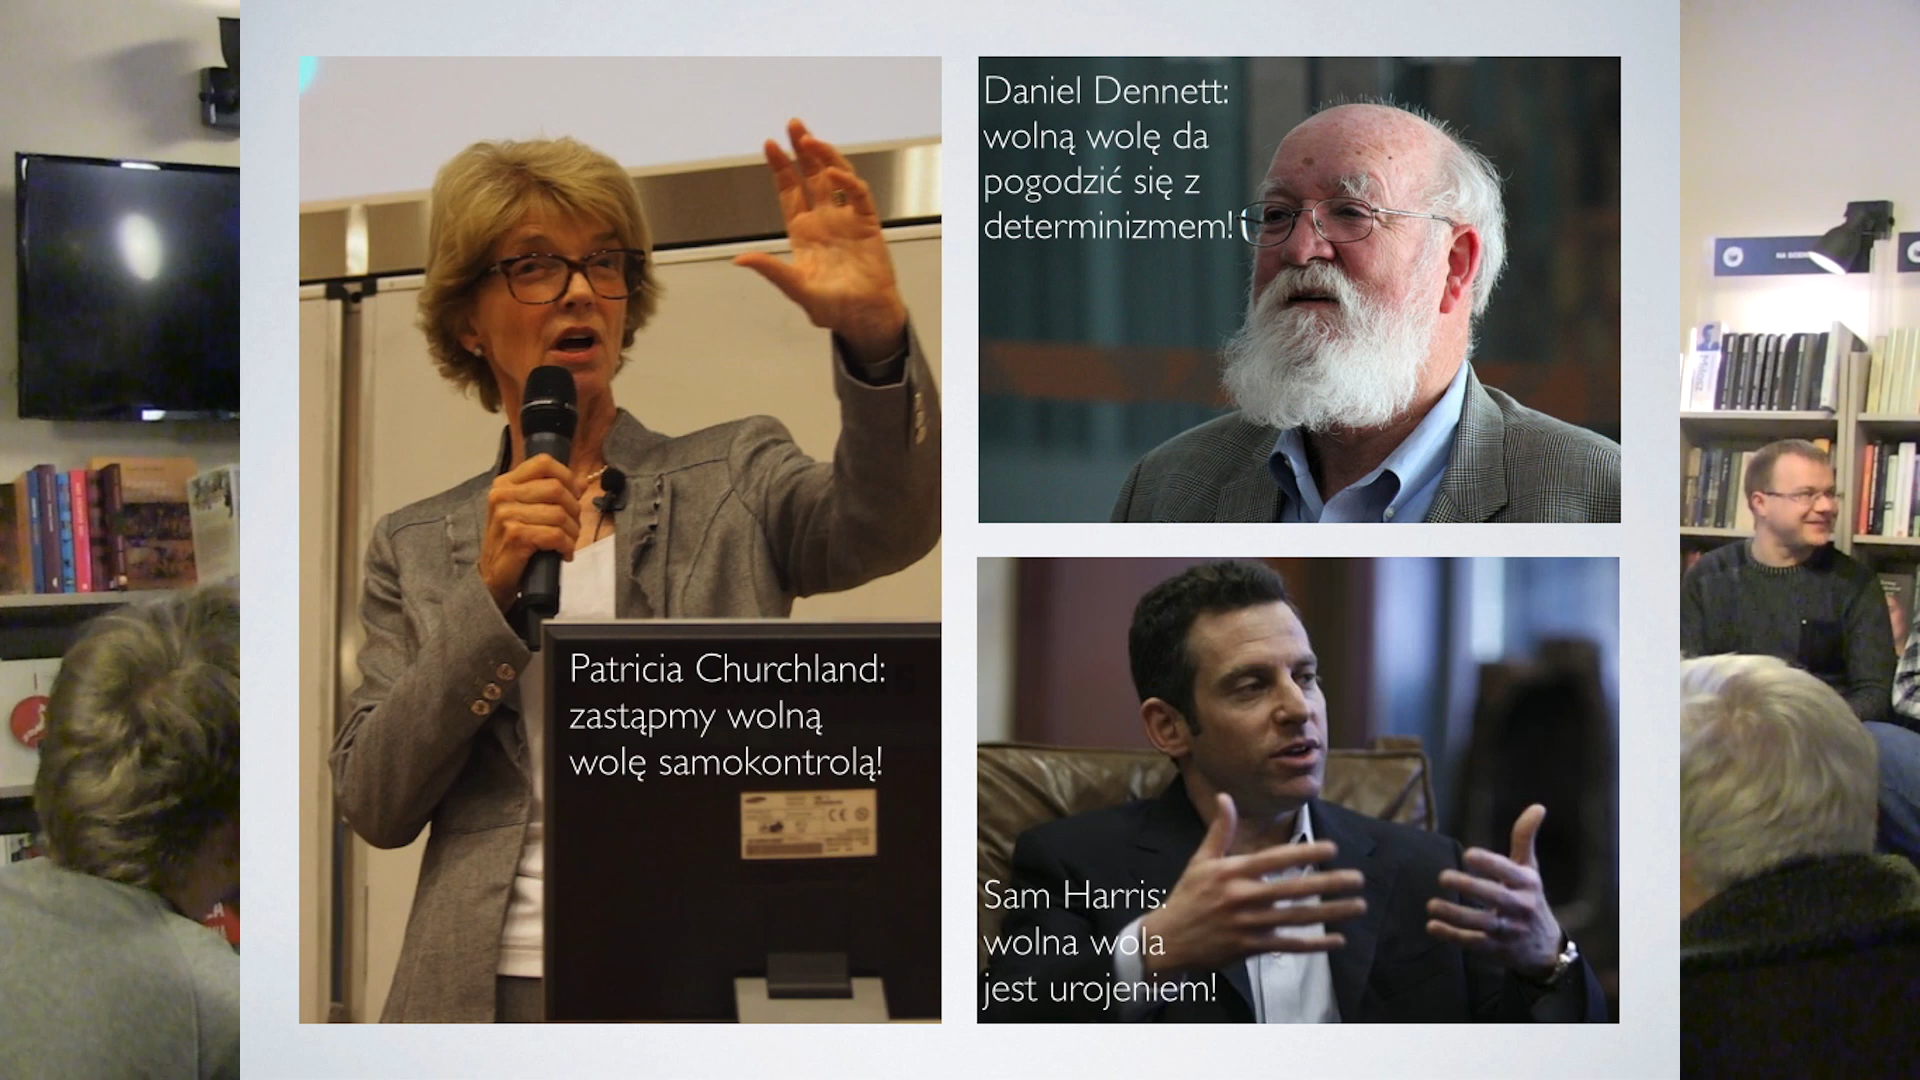 Patricia Churchland:
zastąpmy wolną
wolę samokontrolą!
Daniel Dennett:
wolną wolę da
pogodzić się z
determinizmem!
Sam Harris:
wolna wola
jest urojeniem!